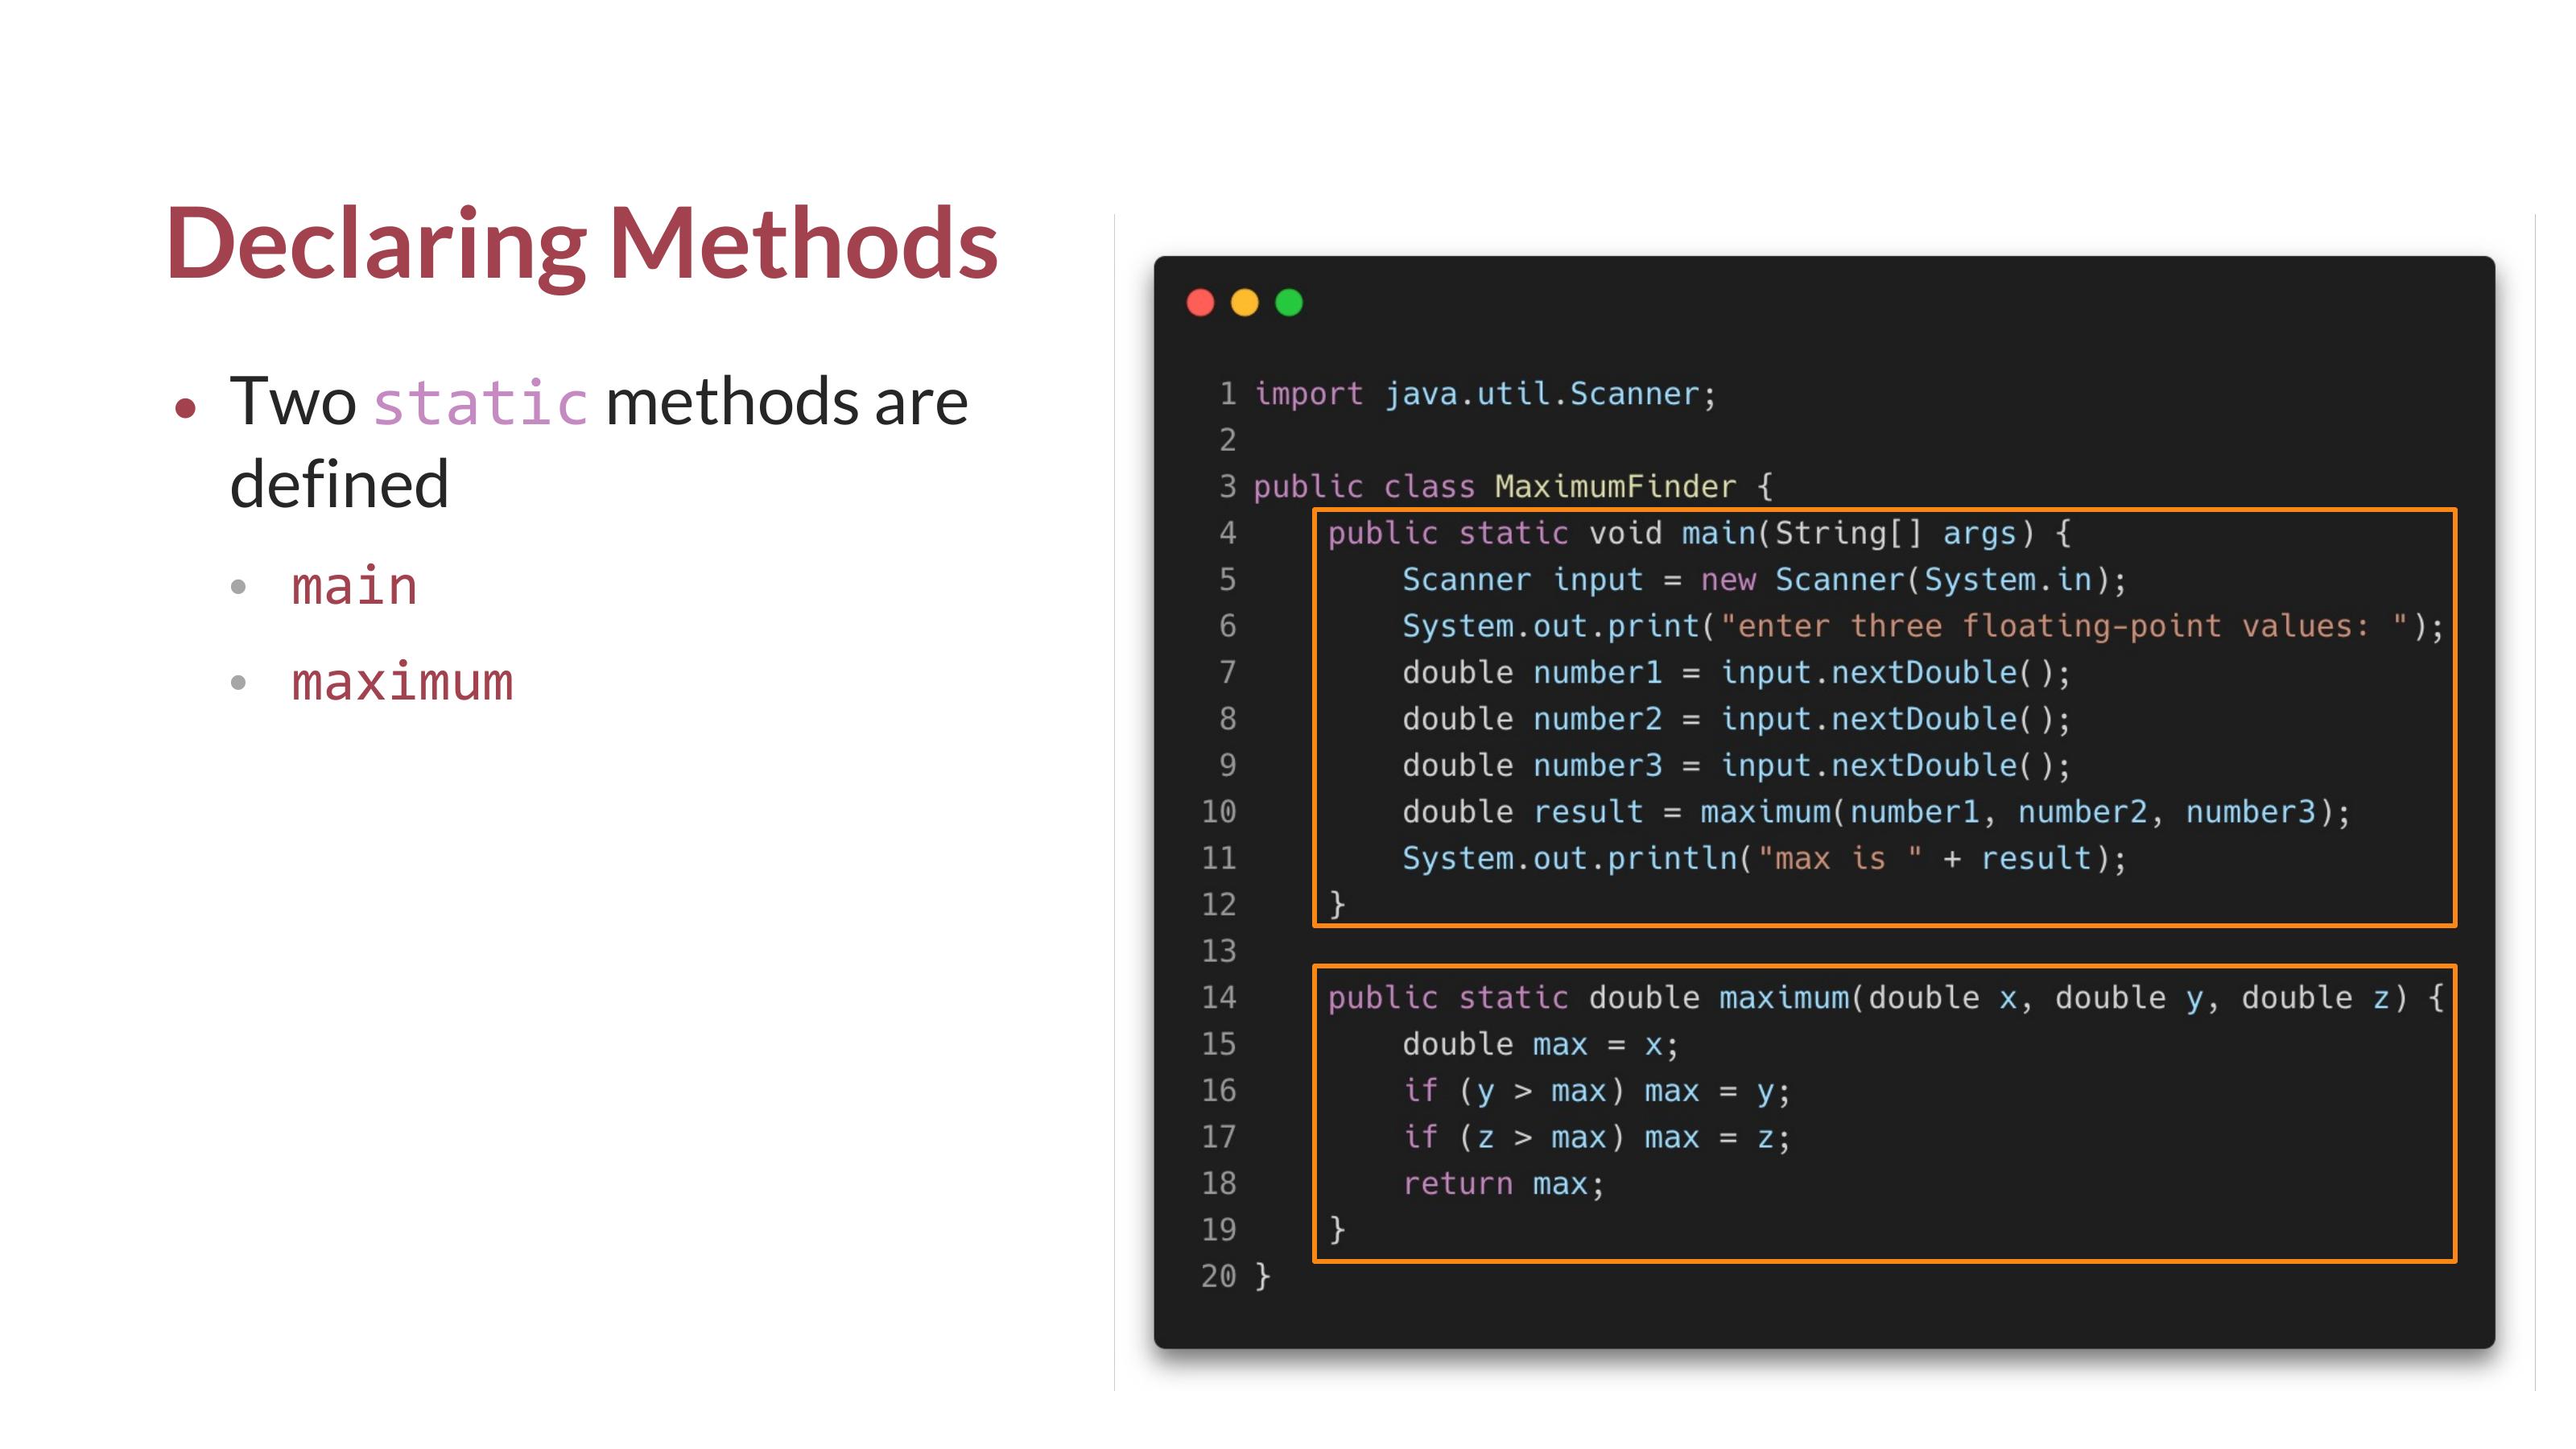 Declaring Methods
• Two static methods are
defined
• main
• maximum
1 import java.util.Scanner;
2
3 public class MaximumFinder {
4     public static void main(String[] args) {
5         Scanner input = new Scanner(System.in);
6         System.out.print("enter three floating-point values: ");
7         double number1 = input.nextDouble();
8         double number2 = input.nextDouble();
9         double number3 = input.nextDouble();
10         double result = maximum(number1, number2, number3);
11         System.out.println("max is " + result);
12     }
13
14     public static double maximum(double x, double y, double z) {
15         double max = x;
16         if (y > max) max = y;
17         if (z > max) max = z;
18         return max;
19     }
20 }